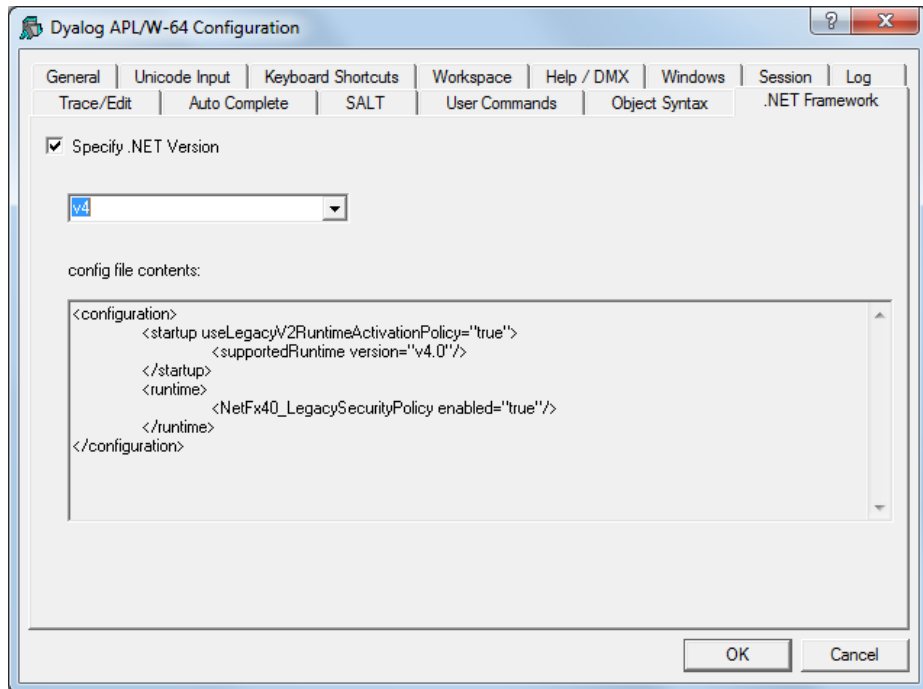 Dyalog APL/W-64 Configuration
General Unicode Input Keyboard Shortcuts Workspace Help / DMX Windows Session Log
Trace/Edit Auto Complete SALT User Commands Object Syntax .NET Framework
Specify .NET Version
v4
config file contents:
<configuration>
<startup useLegacyV2RuntimeActivationPolicy="true">
<supportedRuntime version="v4.0"/>
</startup>
<runtime>
<NetFx40_LegacySecurityPolicy enabled="true"/>
</runtime>
</configuration>
OK Cancel